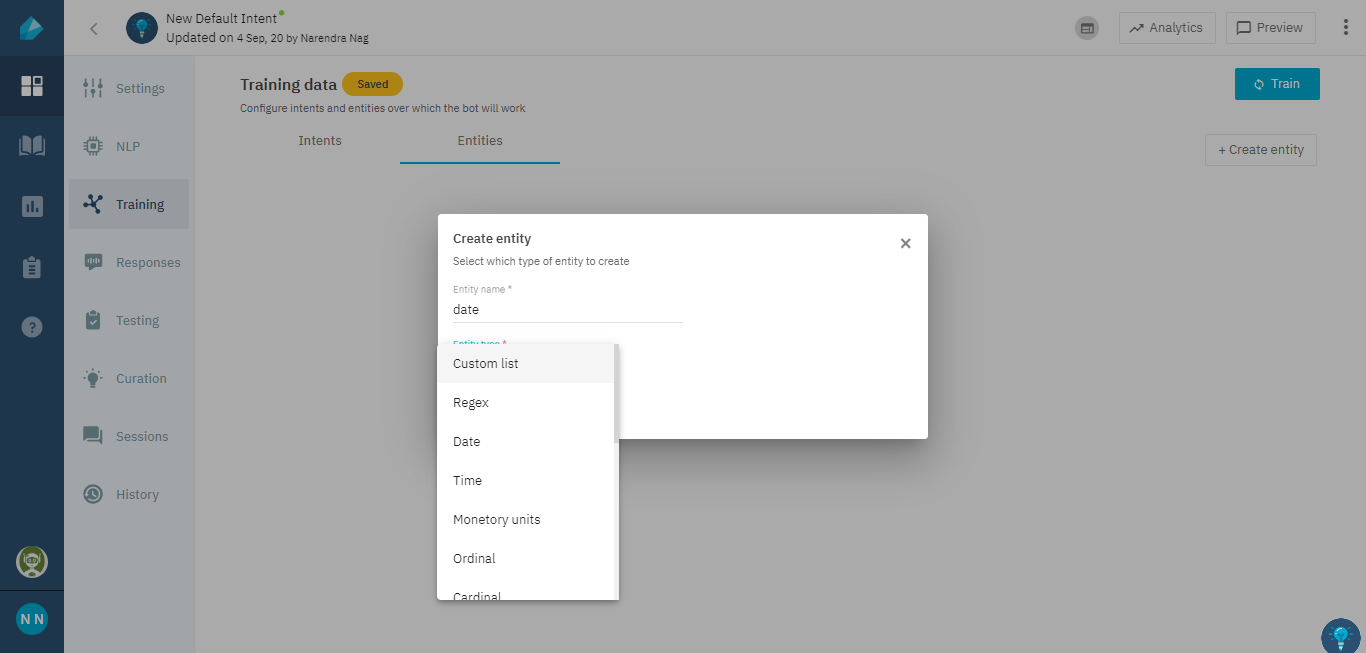 New Default Intent
Updated on 4 Sep, 20 by Narendra Nag
Analytics
Preview
Settings
NLP
Training
Responses
Testing
Curation
Sessions
History
N N
Training data
Saved
Train
Configure intents and entities over which the bot will work
Intents
Entities
+ Create entity
Create entity
Select which type of entity to create
Entity name *
date
Entity type *
Custom list
Regex
Date
Time
Monetory units
Ordinal
Cardinal